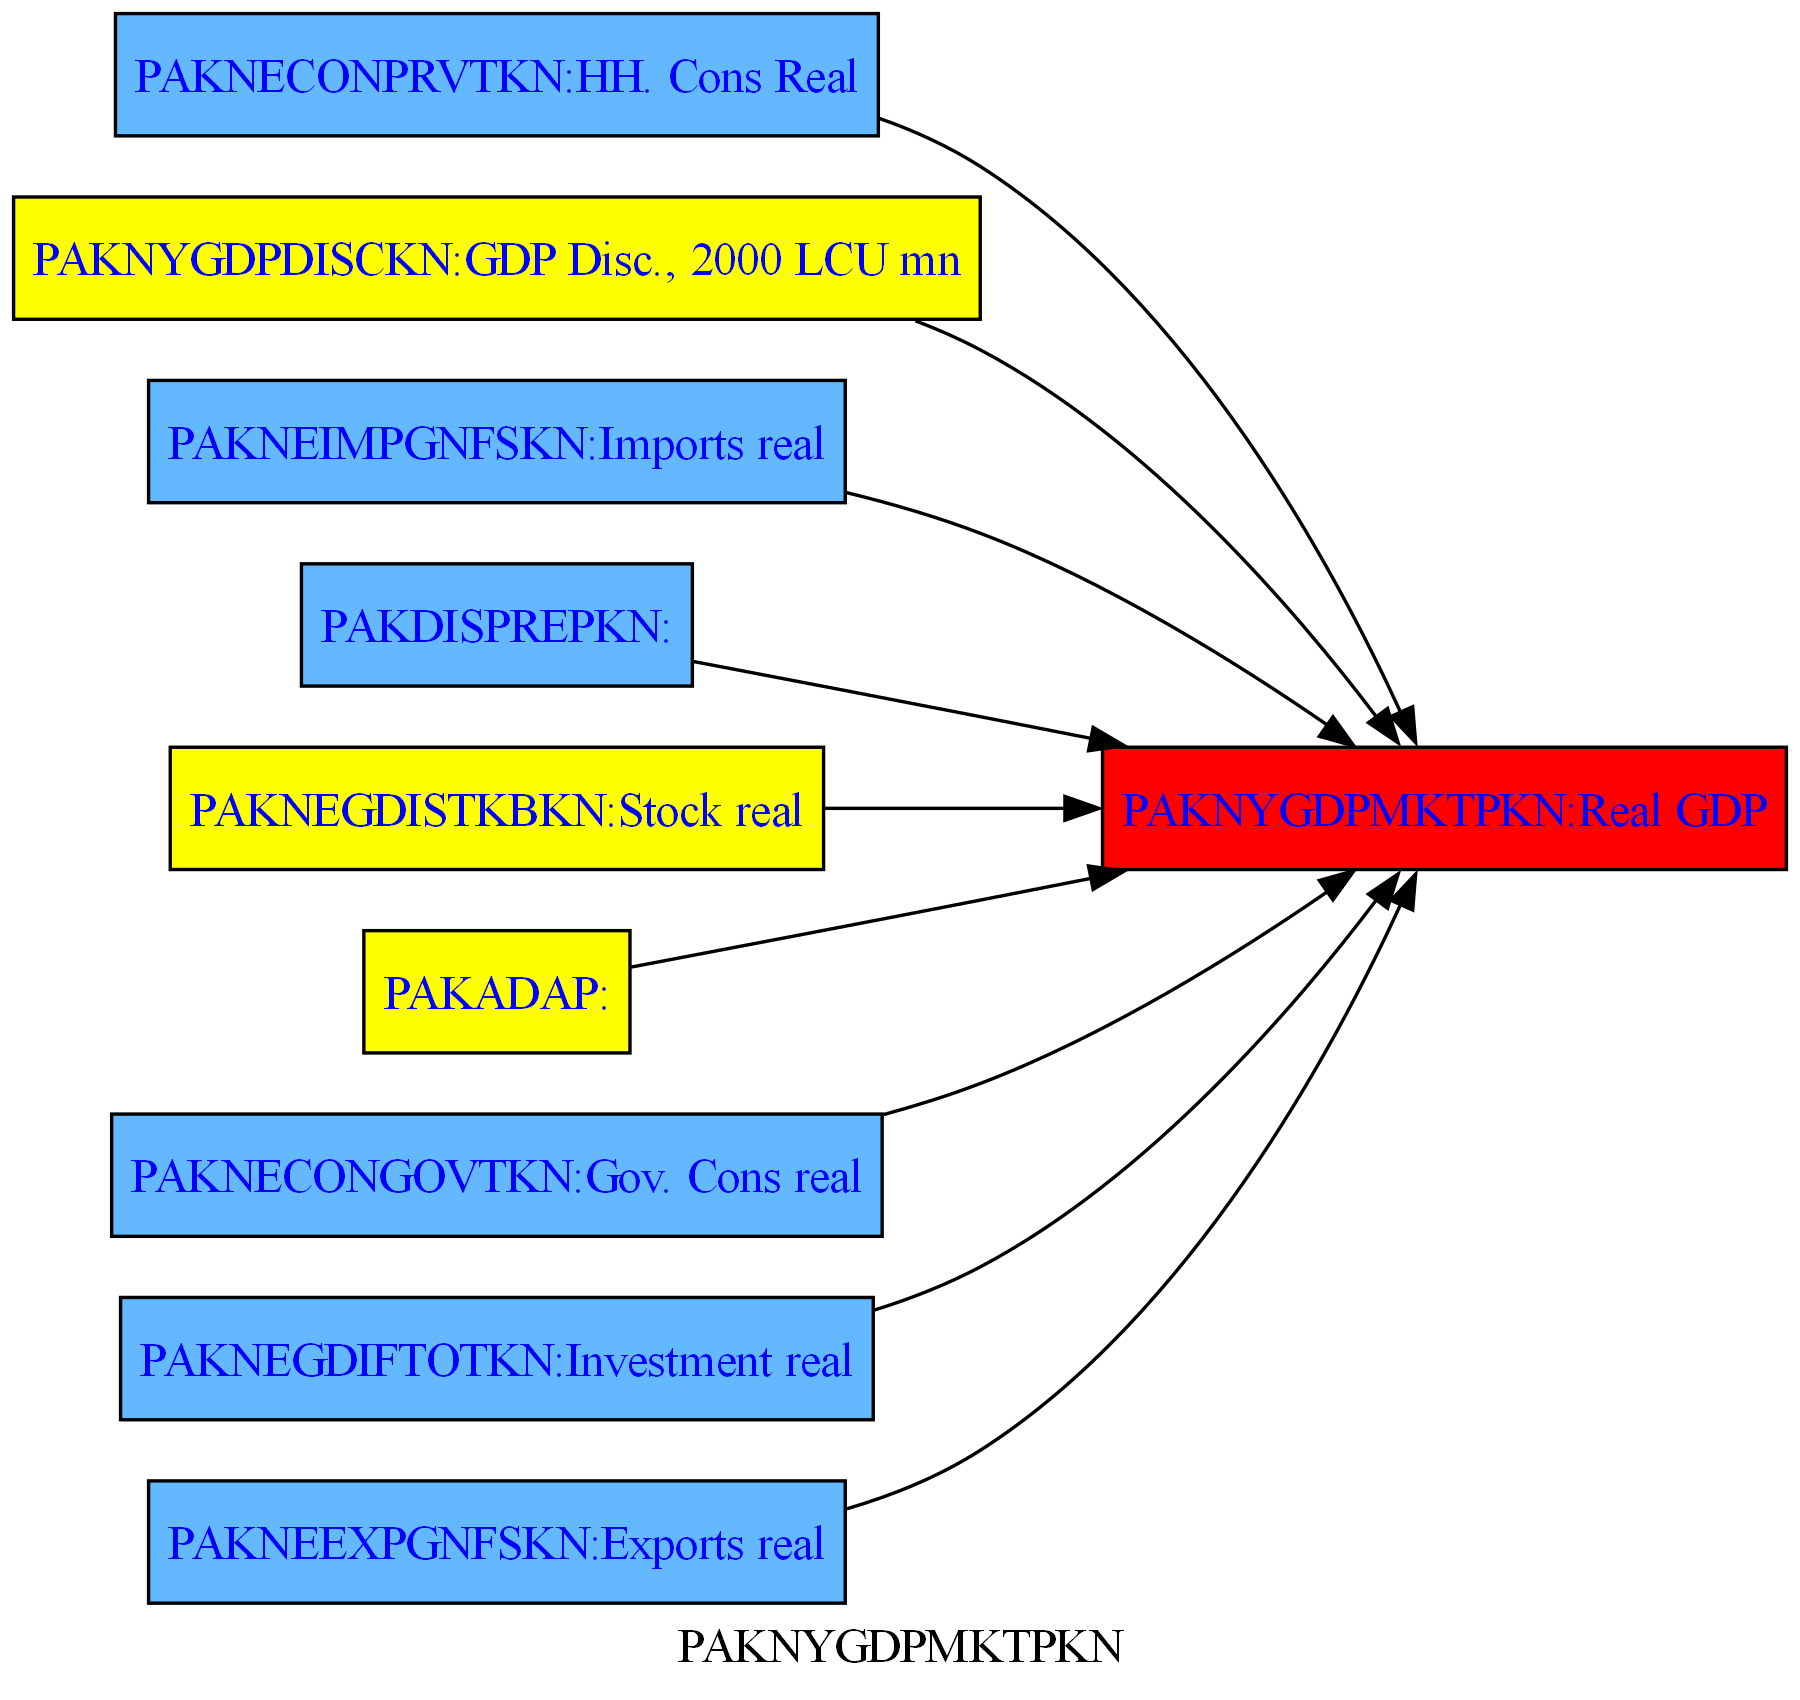 PAKNECONPRVTKN:HH. Cons Real
PAKNYGDPDISCKN:GDP Disc., 2000 LCU mn
PAKNEIMPGNFSKN:Imports real
PAKDISPREPKN:
PAKNEGDISTKBKN:Stock real
PAKNYGDPMKTPKN:Real GDP
PAKADAP:
PAKNECONGOVTKN:Gov. Cons real
PAKNEGDIFTOTKN:Investment real
PAKNEEXPGNFSKN:Exports real
PAKNYGDPMKTPKN